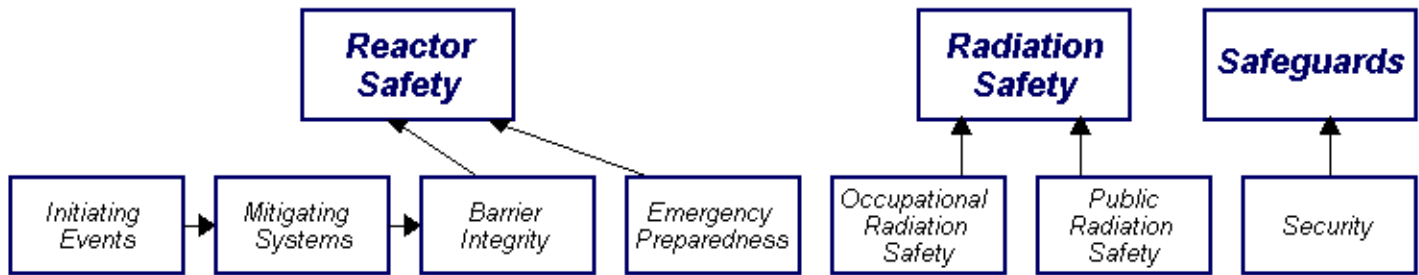 Reactor
Safety
Radiation
Safety
Safeguards
Initiating
Events
Mitigating
Systems
Barrier
Integrity
Emergency
Preparedness
Occupational
Radiation
Safety
Public
Radiation
Safety
Security